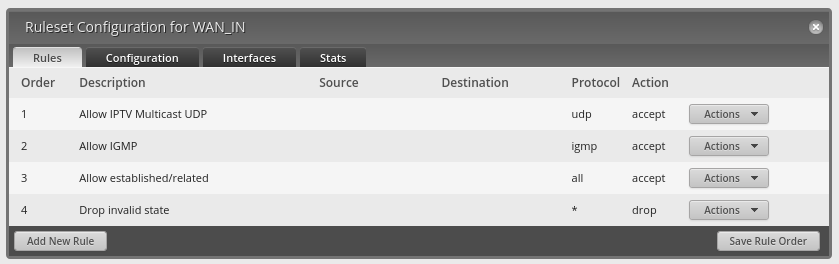 Ruleset Configuration for WAN_IN
Rules Configuration Interfaces Stats
Order Description Source Destination Protocol Action
1 Allow IPTV Multicast UDP udp accept Actions
2 Allow IGMP igmp accept Actions
3 Allow established/related all accept Actions
4 Drop invalid state * drop Actions
Add New Rule Save Rule Order